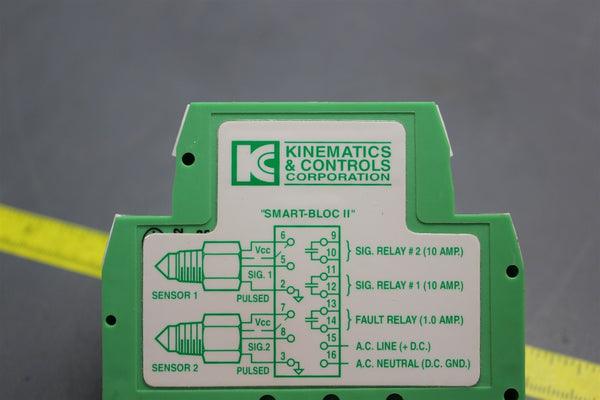 KC
KINEMATICS
& CONTROLS
CORPORATION
"SMART-BLOC II"
6 9
Vcc
10 SIG. RELAY # 2 (10 AMP.)
5
SIG. 1 11
SENSOR 1 PULSED 2 12 SIG. RELAY # 1 (10 AMP.)
7 13
Vcc
14 FAULT RELAY (1.0 AMP.)
8
SIG.2 15 A.C. LINE (+ D.C.)
SENSOR 2 PULSED 3 16 A.C. NEUTRAL (D.C. GND.)